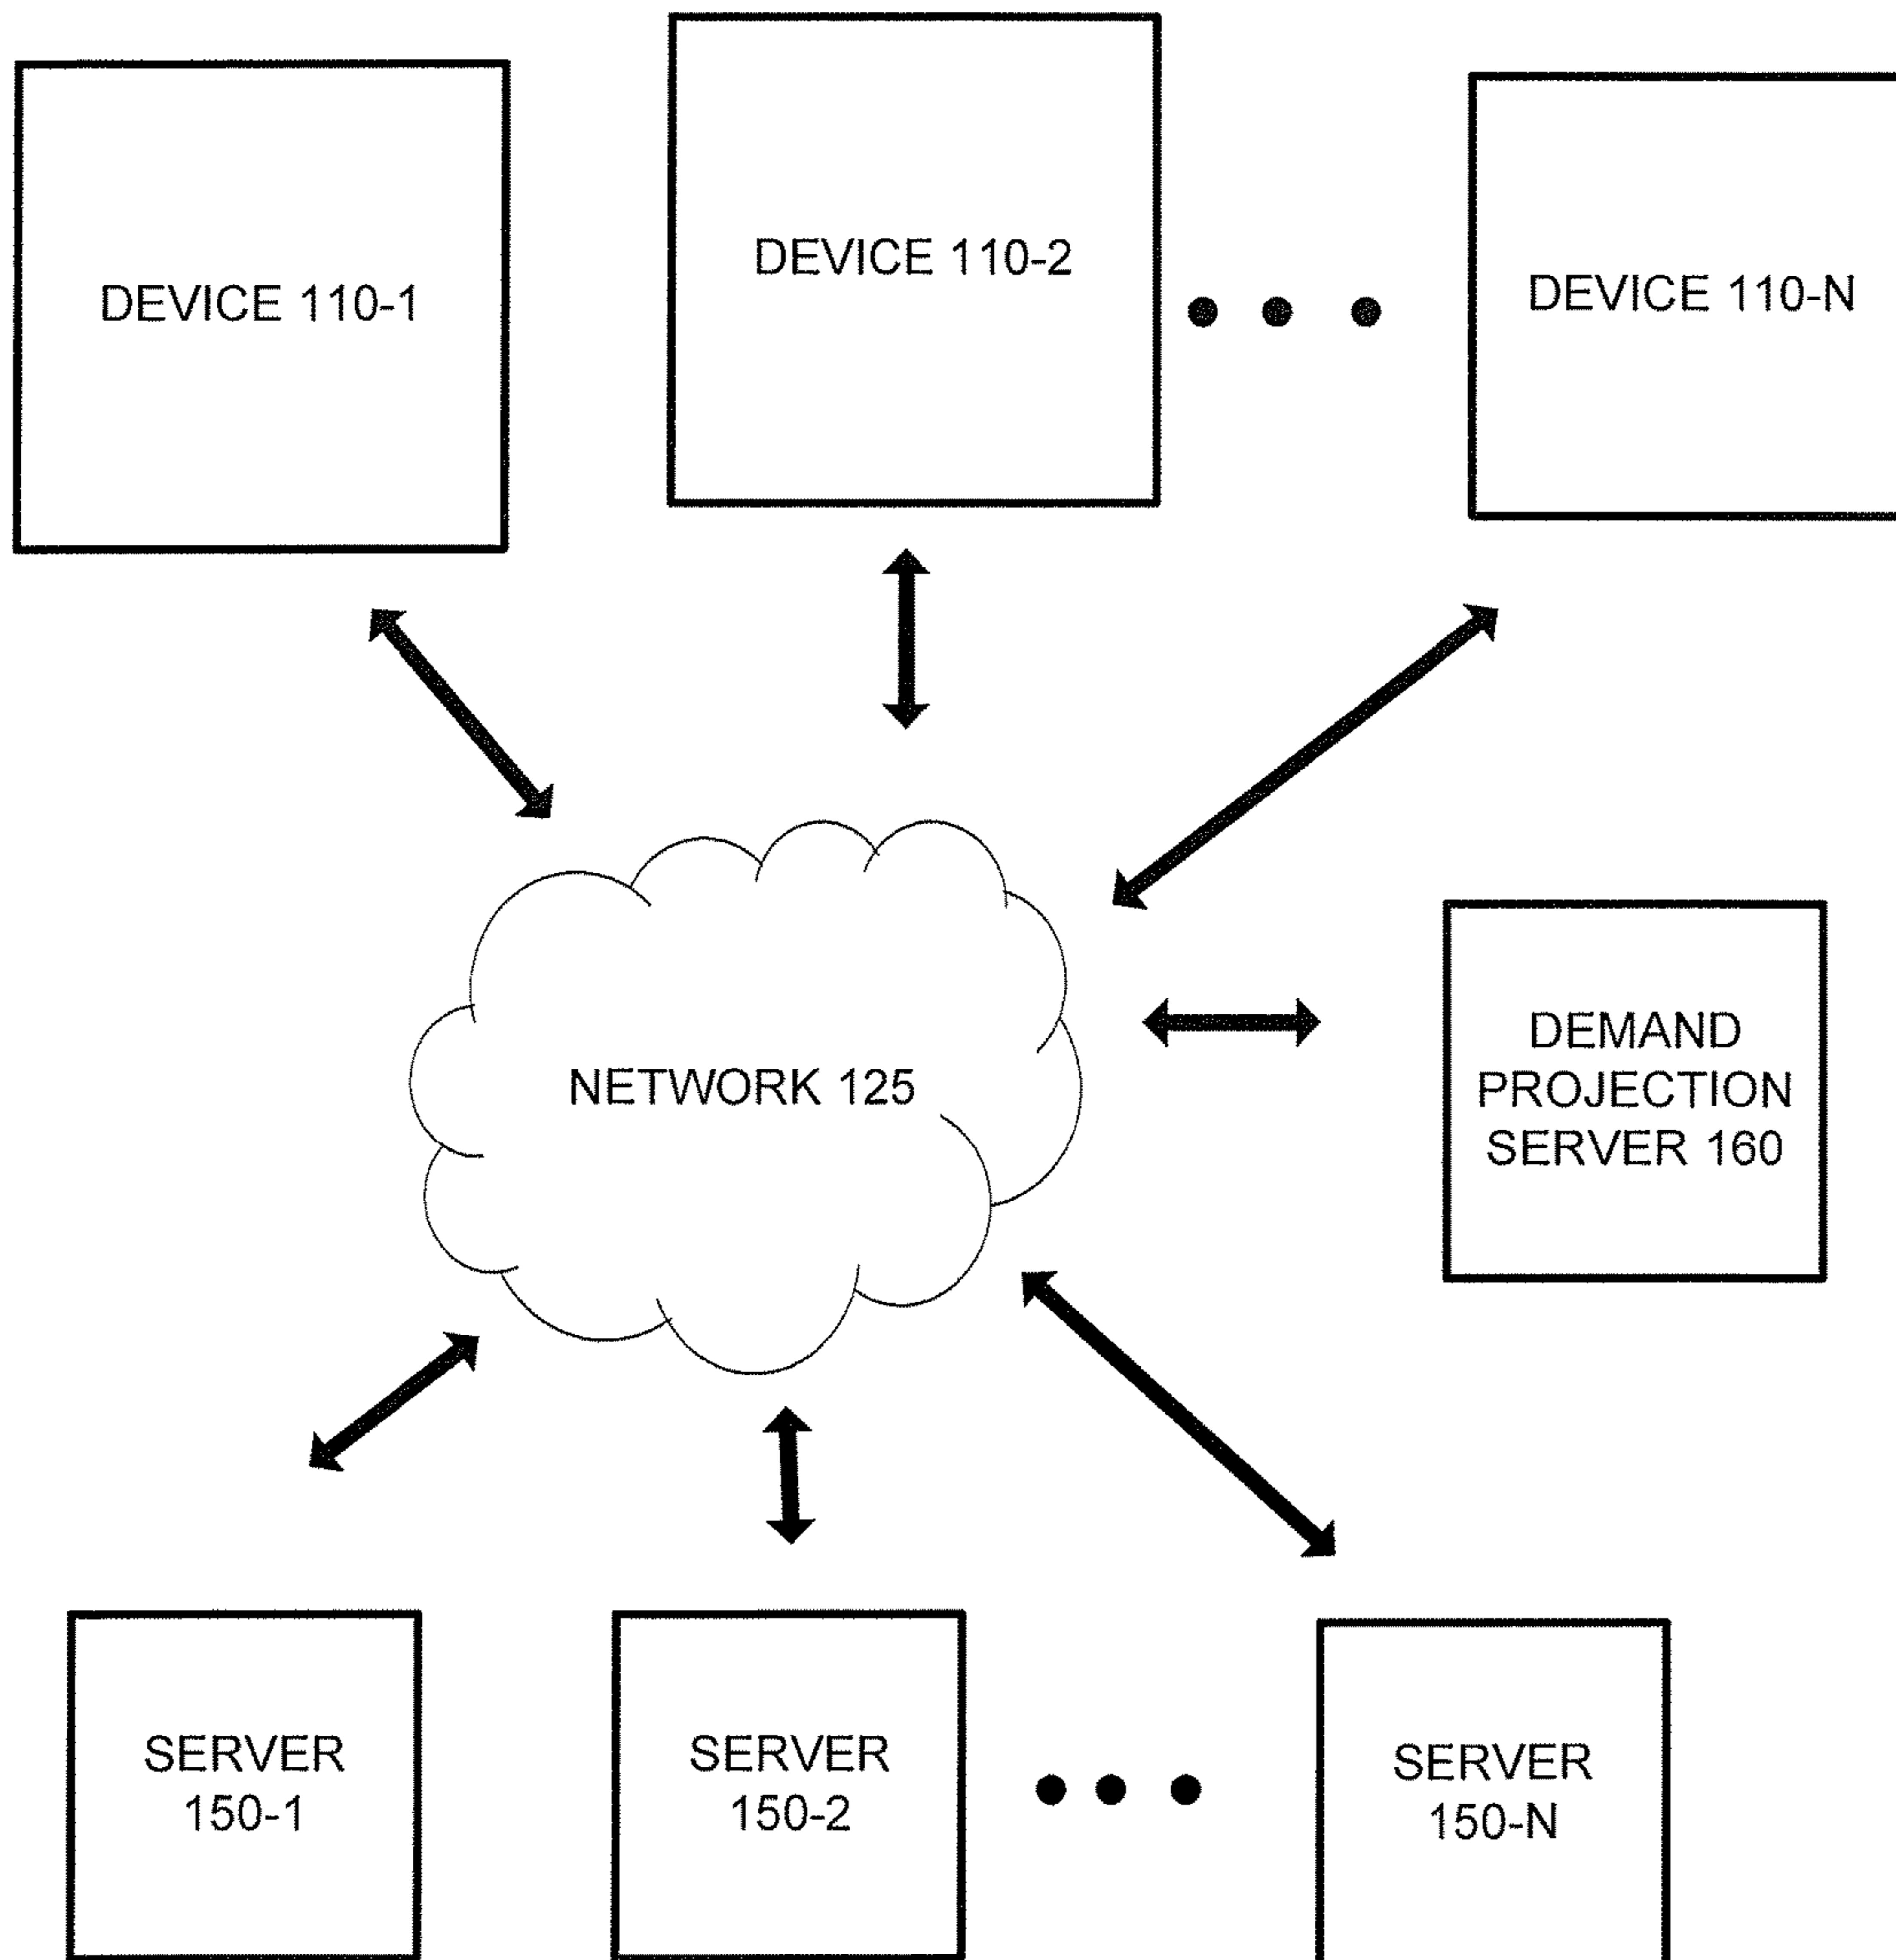 DEVICE 110-1
DEVICE 110-2
DEVICE 110-N
NETWORK 125
DEMAND
PROJECTION
SERVER 160
SERVER
150-1
SERVER
150-2
SERVER
150-N